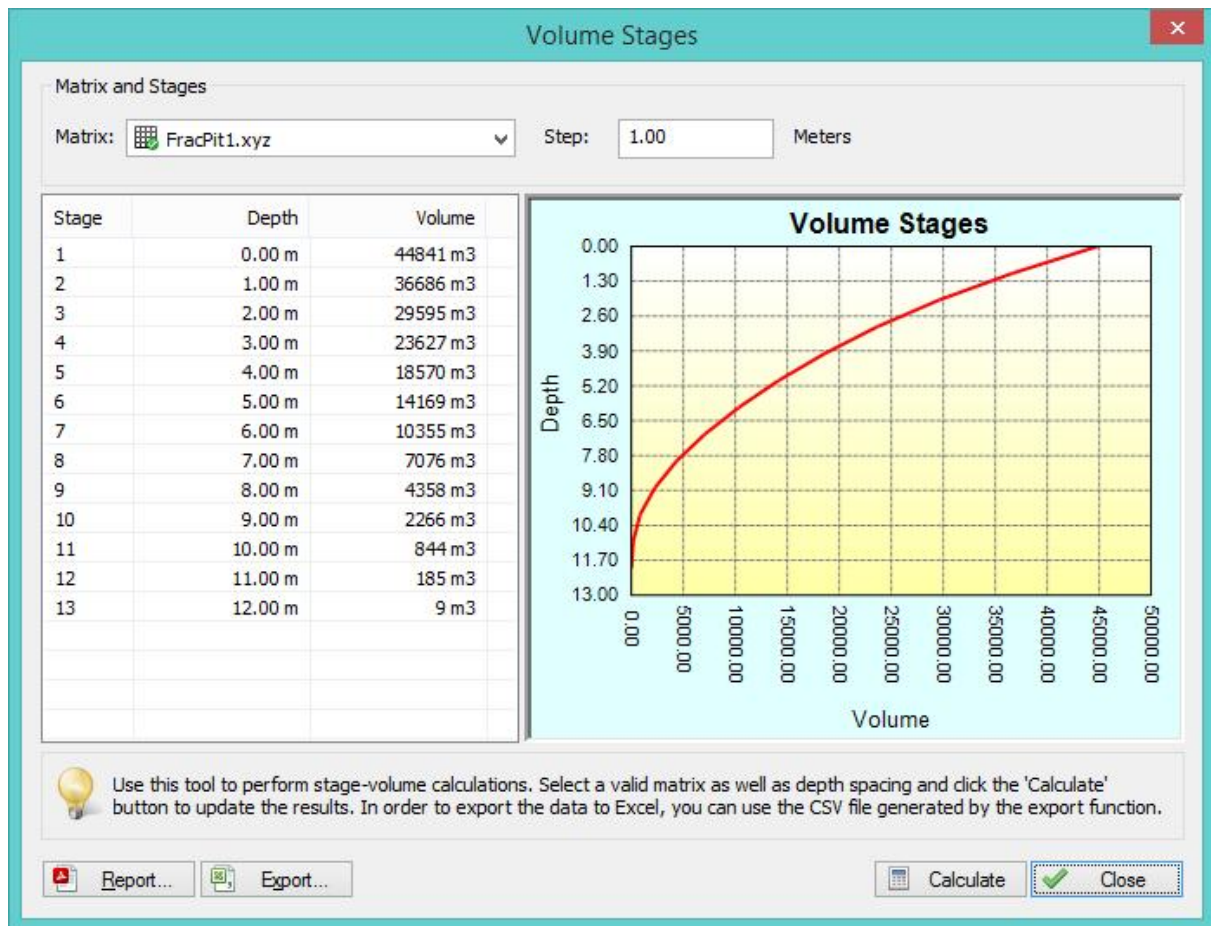 Volume Stages
Matrix and Stages
Matrix: FracPit1.xyz Step: 1.00 Meters
Stage Depth Volume
1 0.00 m 44841 m3
2 1.00 m 36686 m3
3 2.00 m 29595 m3
4 3.00 m 23627 m3
5 4.00 m 18570 m3
6 5.00 m 14169 m3
7 6.00 m 10355 m3
8 7.00 m 7076 m3
9 8.00 m 4358 m3
10 9.00 m 2266 m3
11 10.00 m 844 m3
12 11.00 m 185 m3
13 12.00 m 9 m3
Volume Stages
0.00
1.30
2.60
3.90
5.20
6.50
7.80
9.10
10.40
11.70
13.00
Depth
0.00 5000.00 10000.00 15000.00 20000.00 25000.00 30000.00 35000.00 40000.00 45000.00 50000.00
Volume
Use this tool to perform stage-volume calculations. Select a valid matrix as well as depth spacing and click the 'Calculate'
button to update the results. In order to export the data to Excel, you can use the CSV file generated by the export function.
Report... Export... Calculate Close